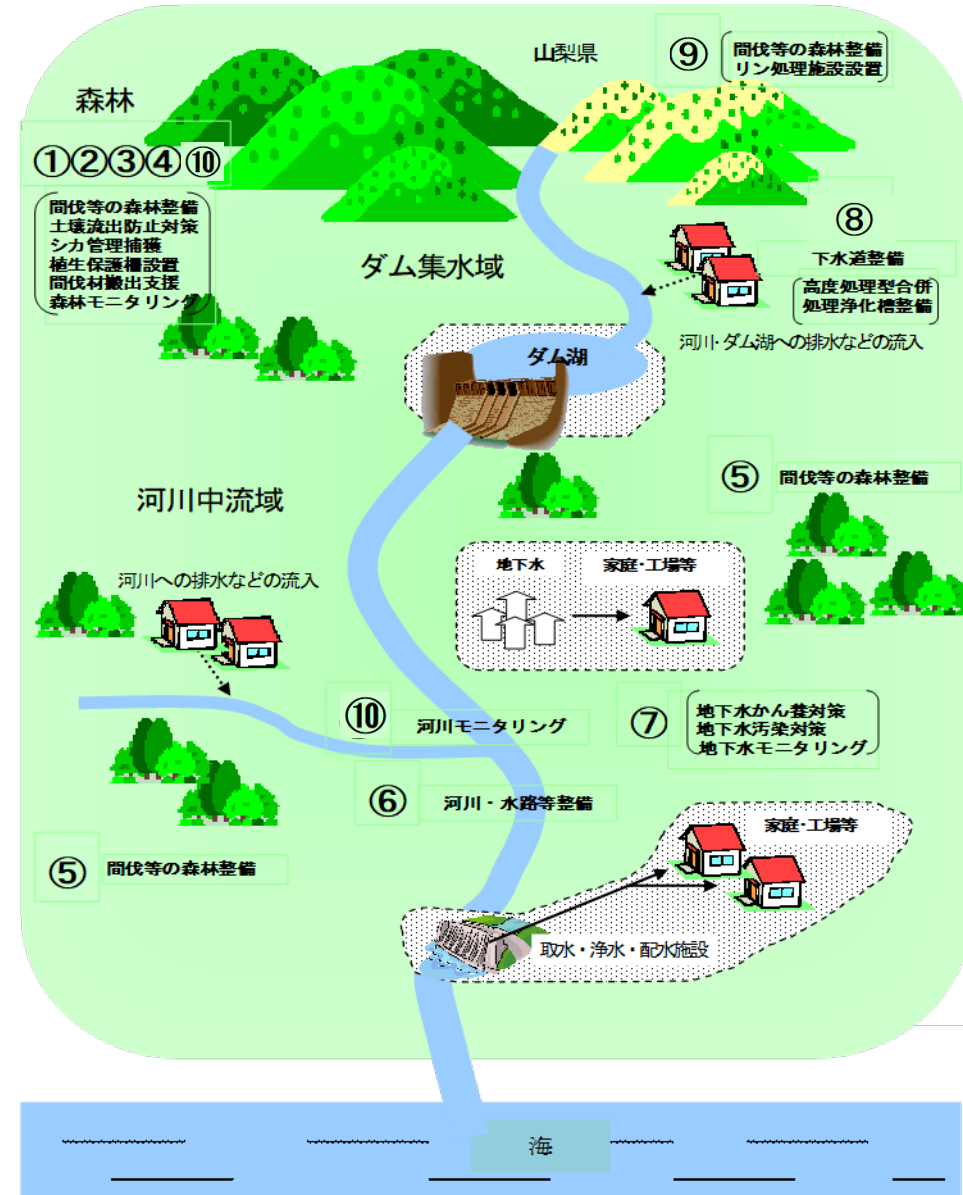 山梨県
⑨
間伐等の森林整備
リン処理施設設置
森林
①②③④⑩
間伐等の森林整備
土壌流出防止対策
シカ管理捕獲
植生保護柵設置
間伐材搬出支援
森林モニタリング
⑧
下水道整備
高度処理型合併
処理浄化槽整備
河川・ダム湖への排水などの流入
ダム集水域
ダム湖
⑤
間伐等の森林整備
河川中流域
河川への排水などの流入
地下水
家庭・工場等
⑩
河川モニタリング
⑦
地下水かん養対策
地下水汚染対策
地下水モニタリング
⑥
河川・水路等整備
家庭・工場等
⑤
間伐等の森林整備
取水・浄水・配水施設
海